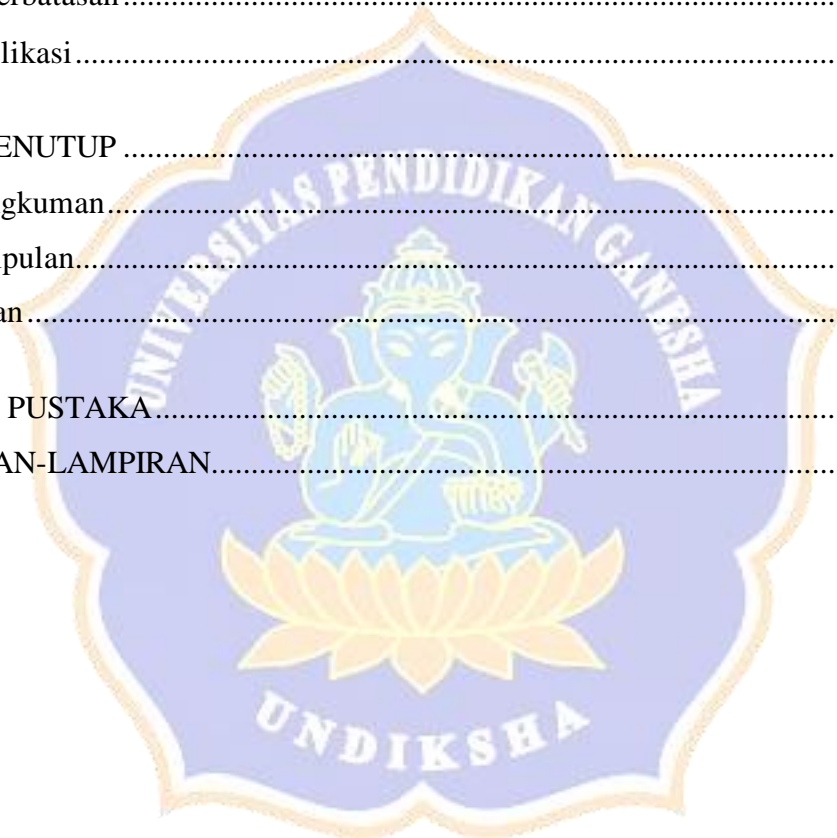 erbatasan
likasi
ENUTUP
gkuman
pulan
an
PUSTAKA
AN-LAMPIRAN
UNIVERSITAS PENDIDIKAN GANESHA
UNDIKSHA